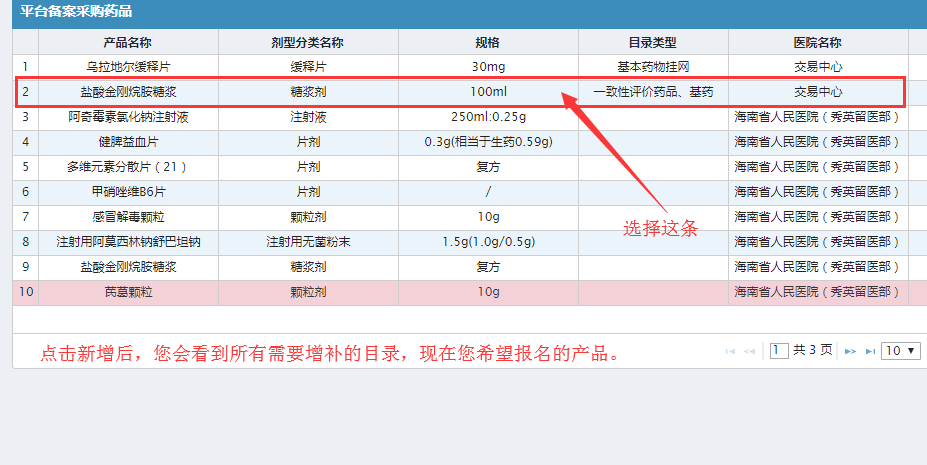 平台备案采购药品
产品名称 剂型分类名称 规格 目录类型 医院名称
1 乌拉地尔缓释片 缓释片 30mg 基本药物挂网 交易中心
2 盐酸金刚烷胺糖浆 糖浆剂 100ml 一致性评价药品、基药 交易中心
3 阿奇霉素氯化钠注射液 注射液 250ml:0.25g 海南省人民医院（秀英留医部）
4 健脾益血片 片剂 0.3g(相当于生药0.59g) 海南省人民医院（秀英留医部）
5 多维元素分散片（21） 片剂 复方 海南省人民医院（秀英留医部）
6 甲硝唑维B6片 片剂 / 海南省人民医院（秀英留医部）
7 感冒解毒颗粒 颗粒剂 10g 海南省人民医院（秀英留医部）
选择这条
8 注射用阿莫西林钠舒巴坦钠 注射用无菌粉末 1.5g(1.0g/0.5g) 海南省人民医院（秀英留医部）
9 盐酸金刚烷胺糖浆 糖浆剂 复方 海南省人民医院（秀英留医部）
10 芪葛颗粒 颗粒剂 10g 海南省人民医院（秀英留医部）
点击新增后，您会看到所有需要增补的目录，现在您希望报名的产品。
1 共 3 页 10